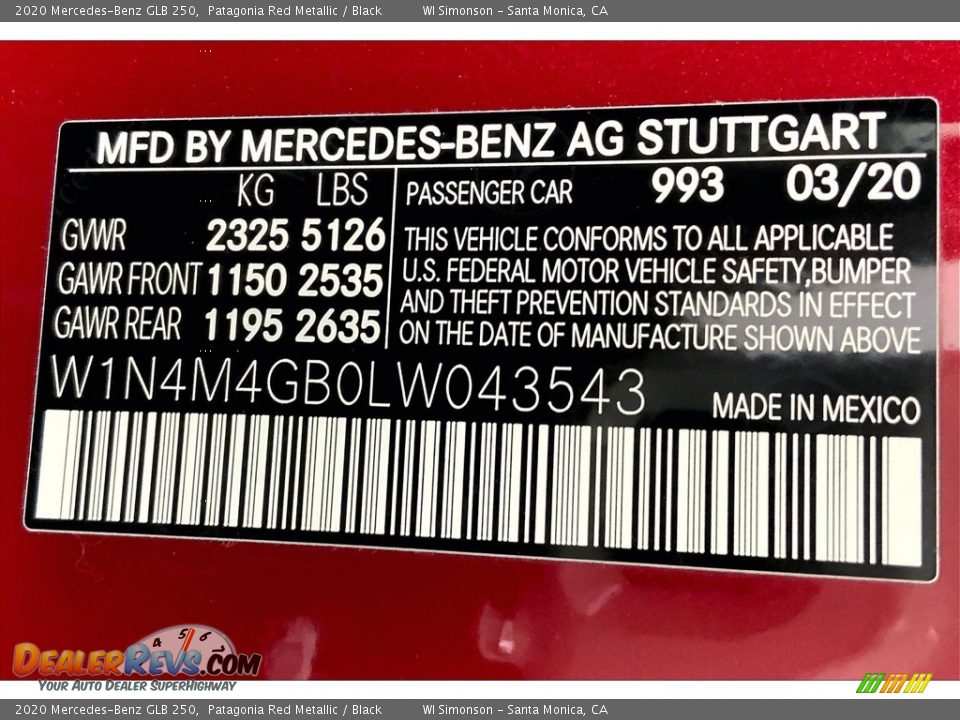 2020 Mercedes-Benz GLB 250, Patagonia Red Metallic / Black WI Simonson - Santa Monica, CA
MFD BY MERCEDES-BENZ AG STUTTGART
KG LBS PASSENGER CAR 993 03/20
GVWR 2325 5126
GAWR FRONT 1150 2535
GAWR REAR 1195 2635
THIS VEHICLE CONFORMS TO ALL APPLICABLE
U.S. FEDERAL MOTOR VEHICLE SAFETY,BUMPER
AND THEFT PREVENTION STANDARDS IN EFFECT
ON THE DATE OF MANUFACTURE SHOWN ABOVE
W1N4M4GB0LW043543
MADE IN MEXICO
4 5 6
DEALERREVS.COM
YOUR AUTO DEALER SUPERHIGHWAY
2020 Mercedes-Benz GLB 250, Patagonia Red Metallic / Black WI Simonson - Santa Monica, CA